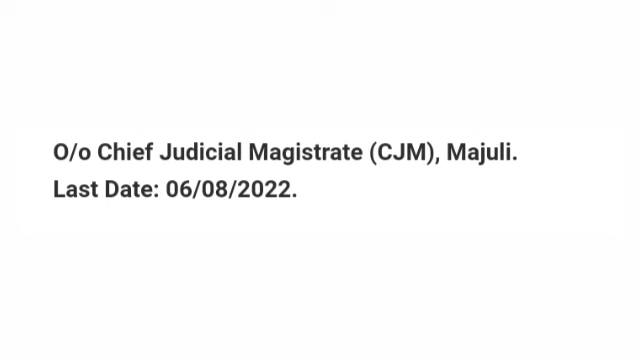 O/o Chief Judicial Magistrate (CJM), Majuli.
Last Date: 06/08/2022.